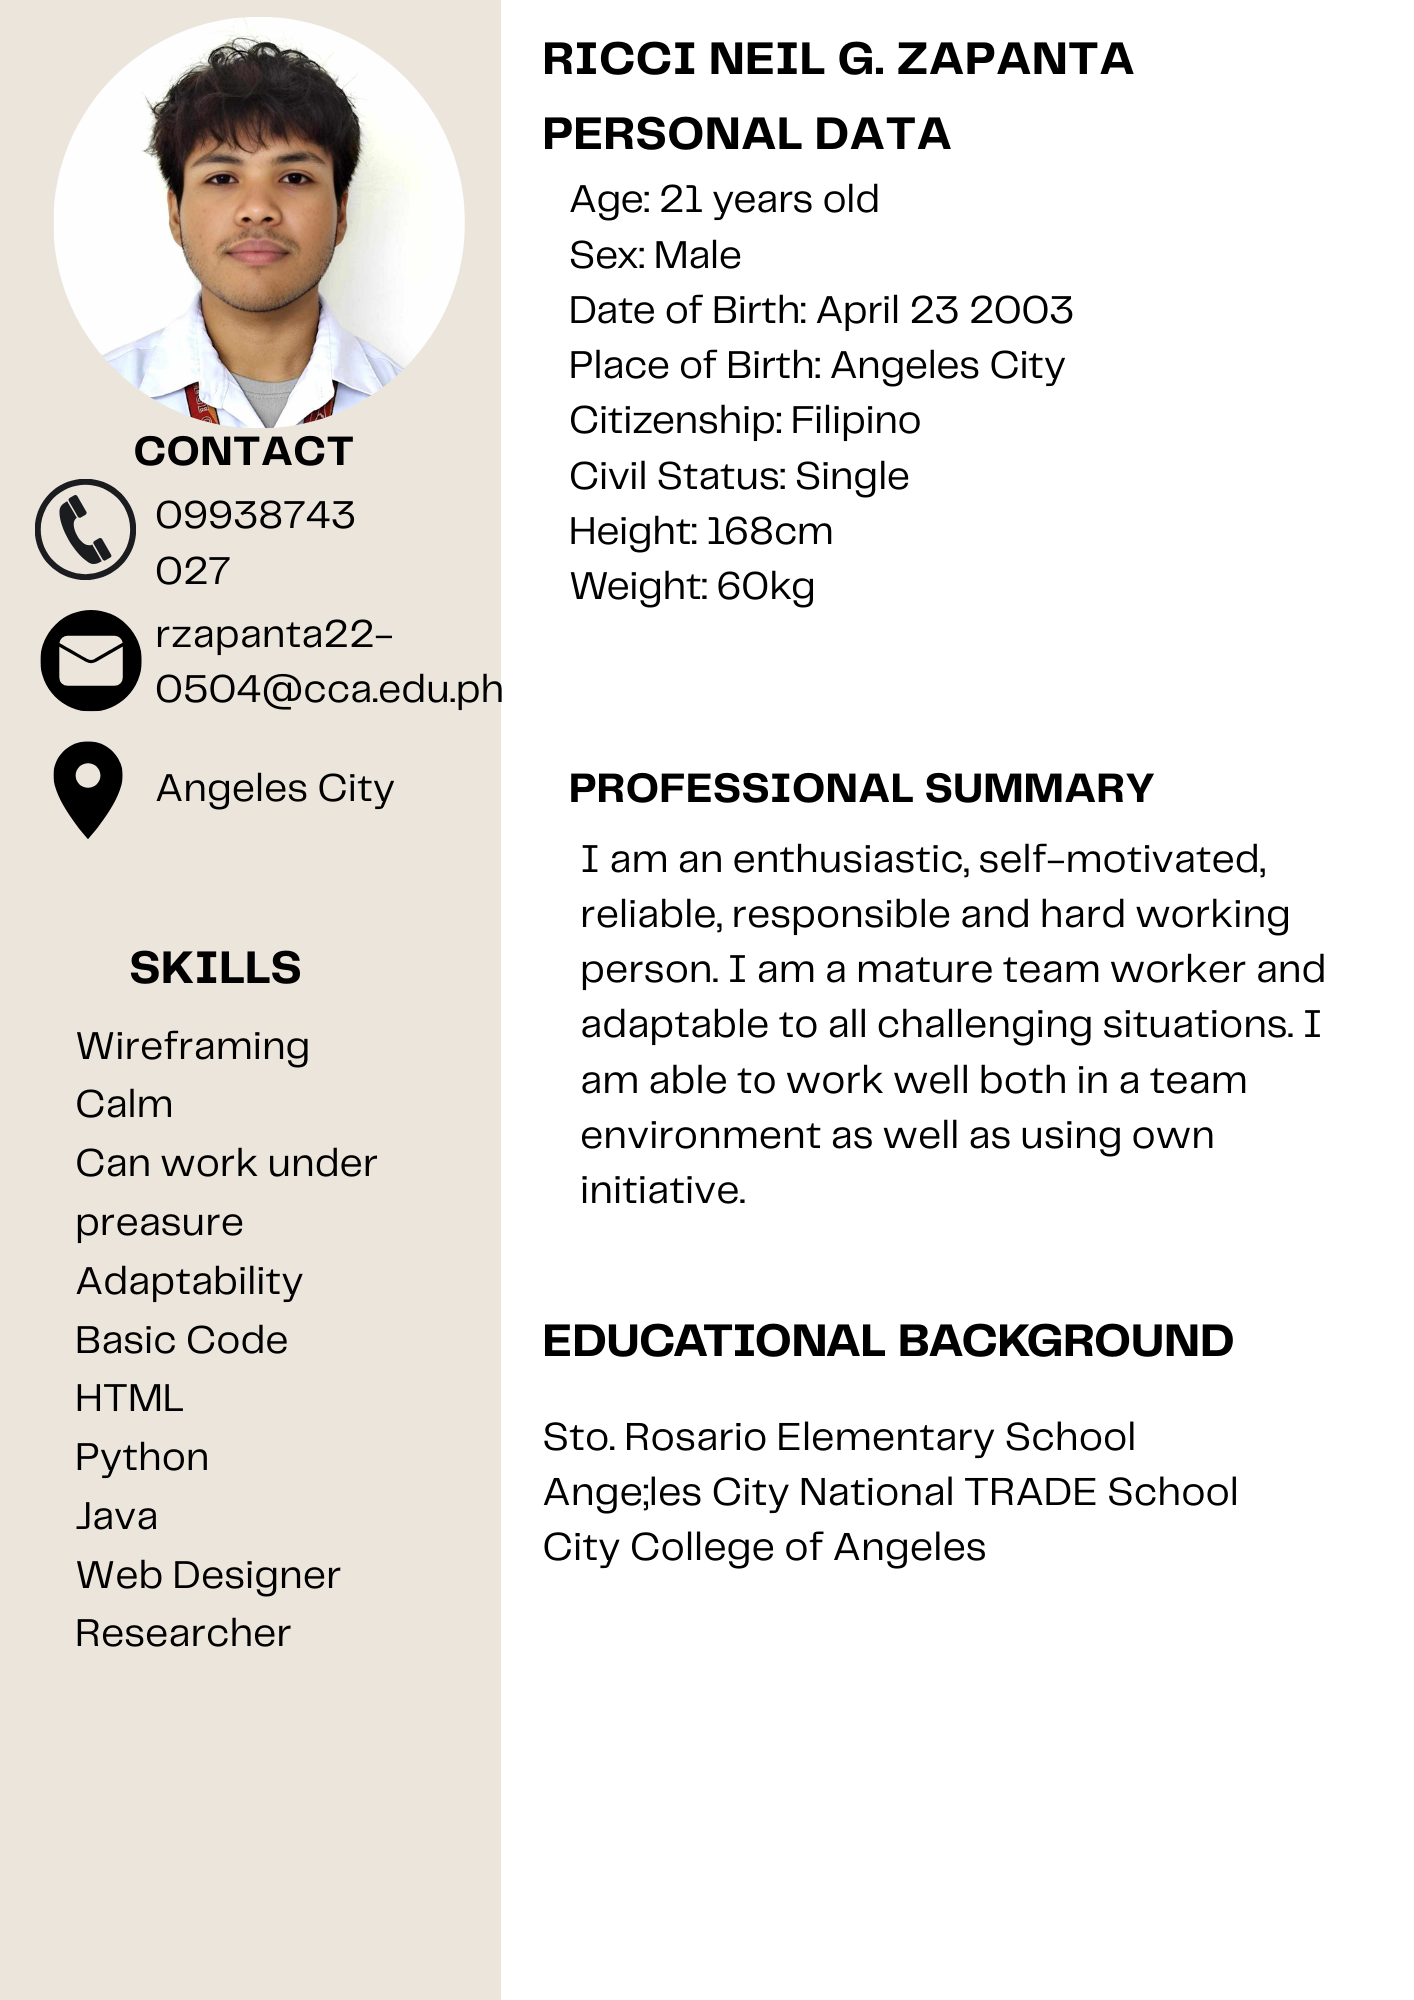 RICCI NEIL G. ZAPANTA
PERSONAL DATA
Age: 21 years old
Sex: Male
Date of Birth: April 23 2003
Place of Birth: Angeles City
Citizenship: Filipino
Civil Status: Single
Height: 168cm
Weight: 60kg
CONTACT
09938743
027
rzapanta22-
0504@cca.edu.ph
Angeles City
SKILLS
Wireframing
Calm
Can work under
preasure
Adaptability
Basic Code
HTML
Python
Java
Web Designer
Researcher
PROFESSIONAL SUMMARY
I am an enthusiastic, self-motivated,
reliable, responsible and hard working
person. I am a mature team worker and
adaptable to all challenging situations. I
am able to work well both in a team
environment as well as using own
initiative.
EDUCATIONAL BACKGROUND
Sto. Rosario Elementary School
Ange;les City National TRADE School
City College of Angeles